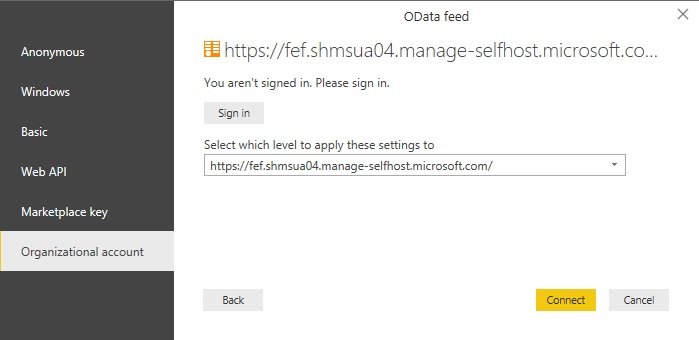 OData feed
Anonymous
Windows
Basic
Web API
Marketplace key
Organizational account
https://fef.shmsua04.manage-selfhost.microsoft.co...
You aren't signed in. Please sign in.
Sign in
Select which level to apply these settings to
https://fef.shmsua04.manage-selfhost.microsoft.com/
Back
Connect
Cancel